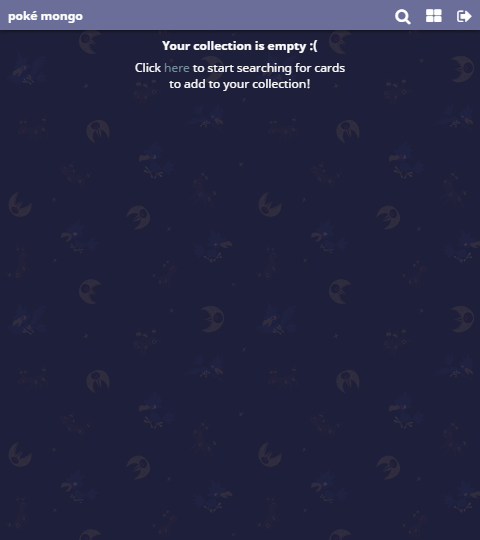 poké mongo
Your collection is empty :(
Click here to start searching for cards
to add to your collection!